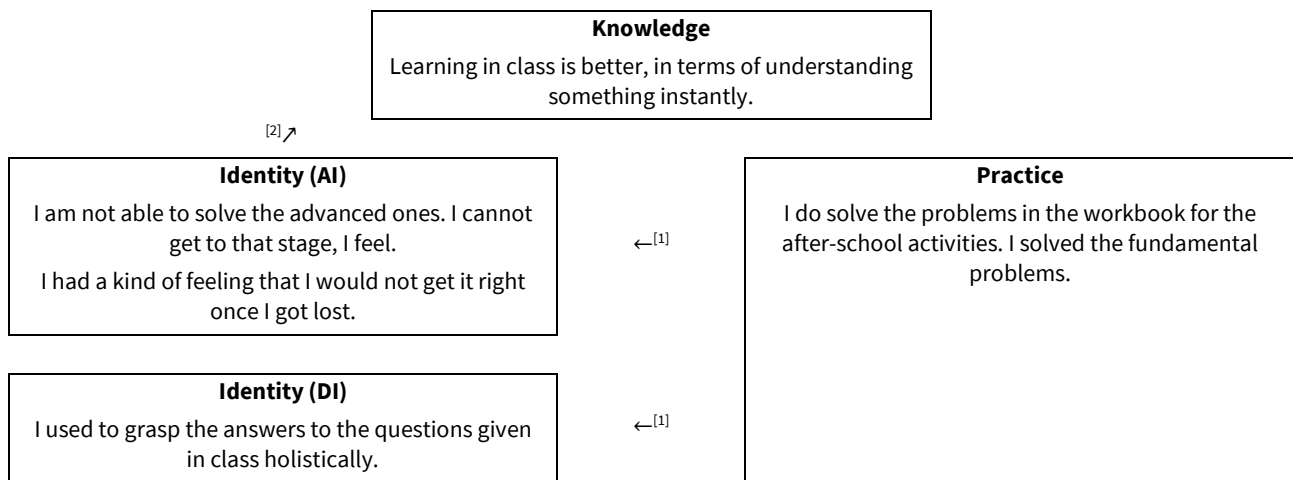 Knowledge
Learning in class is better, in terms of understanding
something instantly.
[2]↗
Identity (AI)
I am not able to solve the advanced ones. I cannot
get to that stage, I feel.
I had a kind of feeling that I would not get it right
once I got lost.
←[1]
Practice
I do solve the problems in the workbook for the
after-school activities. I solved the fundamental
problems.
Identity (DI)
I used to grasp the answers to the questions given
in class holistically.
←[1]